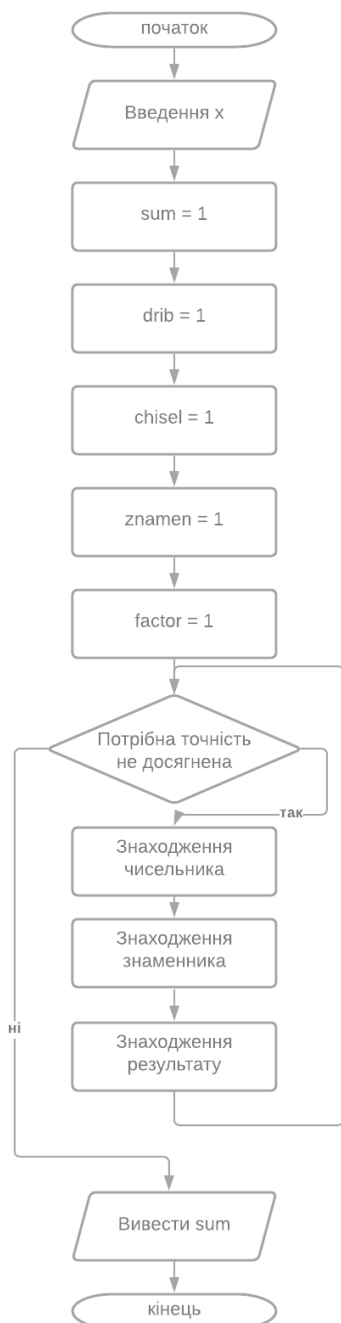 початок
Введення x
sum = 1
drib = 1
chisel = 1
znamen = 1
factor = 1
Потрібна точність
не досягнена
так
Знаходження
чисельника
Знаходження
знаменника
ні
Знаходження
результату
Вивести sum
кінець